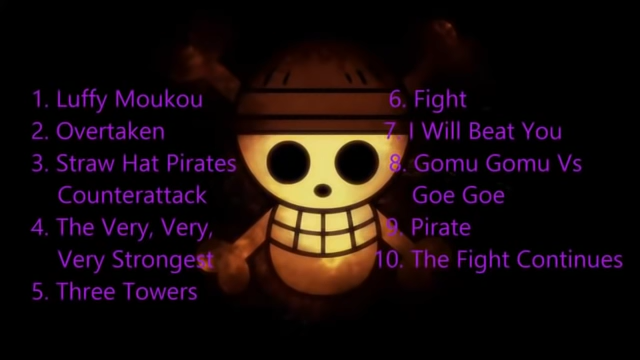 1. Luffy Moukou
2. Overtaken
3. Straw Hat Pirates
Counterattack
4. The Very, Very,
Very Strongest
5. Three Towers
6. Fight
7. I Will Beat You
8. Gomu Gomu Vs
Goe Goe
9. Pirate
10. The Fight Continues